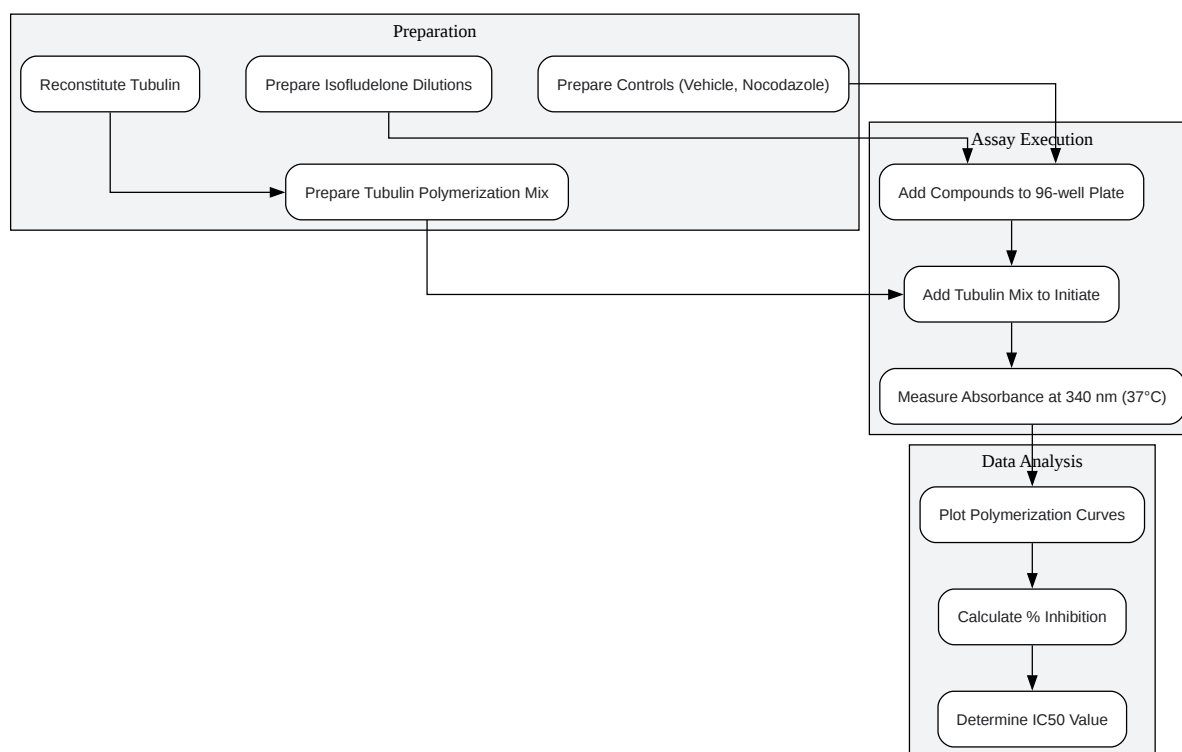 Preparation
Reconstitute Tubulin
Prepare Isofludelone Dilutions
Prepare Controls (Vehicle, Nocodazole)
Prepare Tubulin Polymerization Mix
Assay Execution
Add Compounds to 96-well Plate
Add Tubulin Mix to Initiate
Measure Absorbance at 340 nm (37°C)
Data Analysis
Plot Polymerization Curves
Calculate % Inhibition
Determine IC50 Value